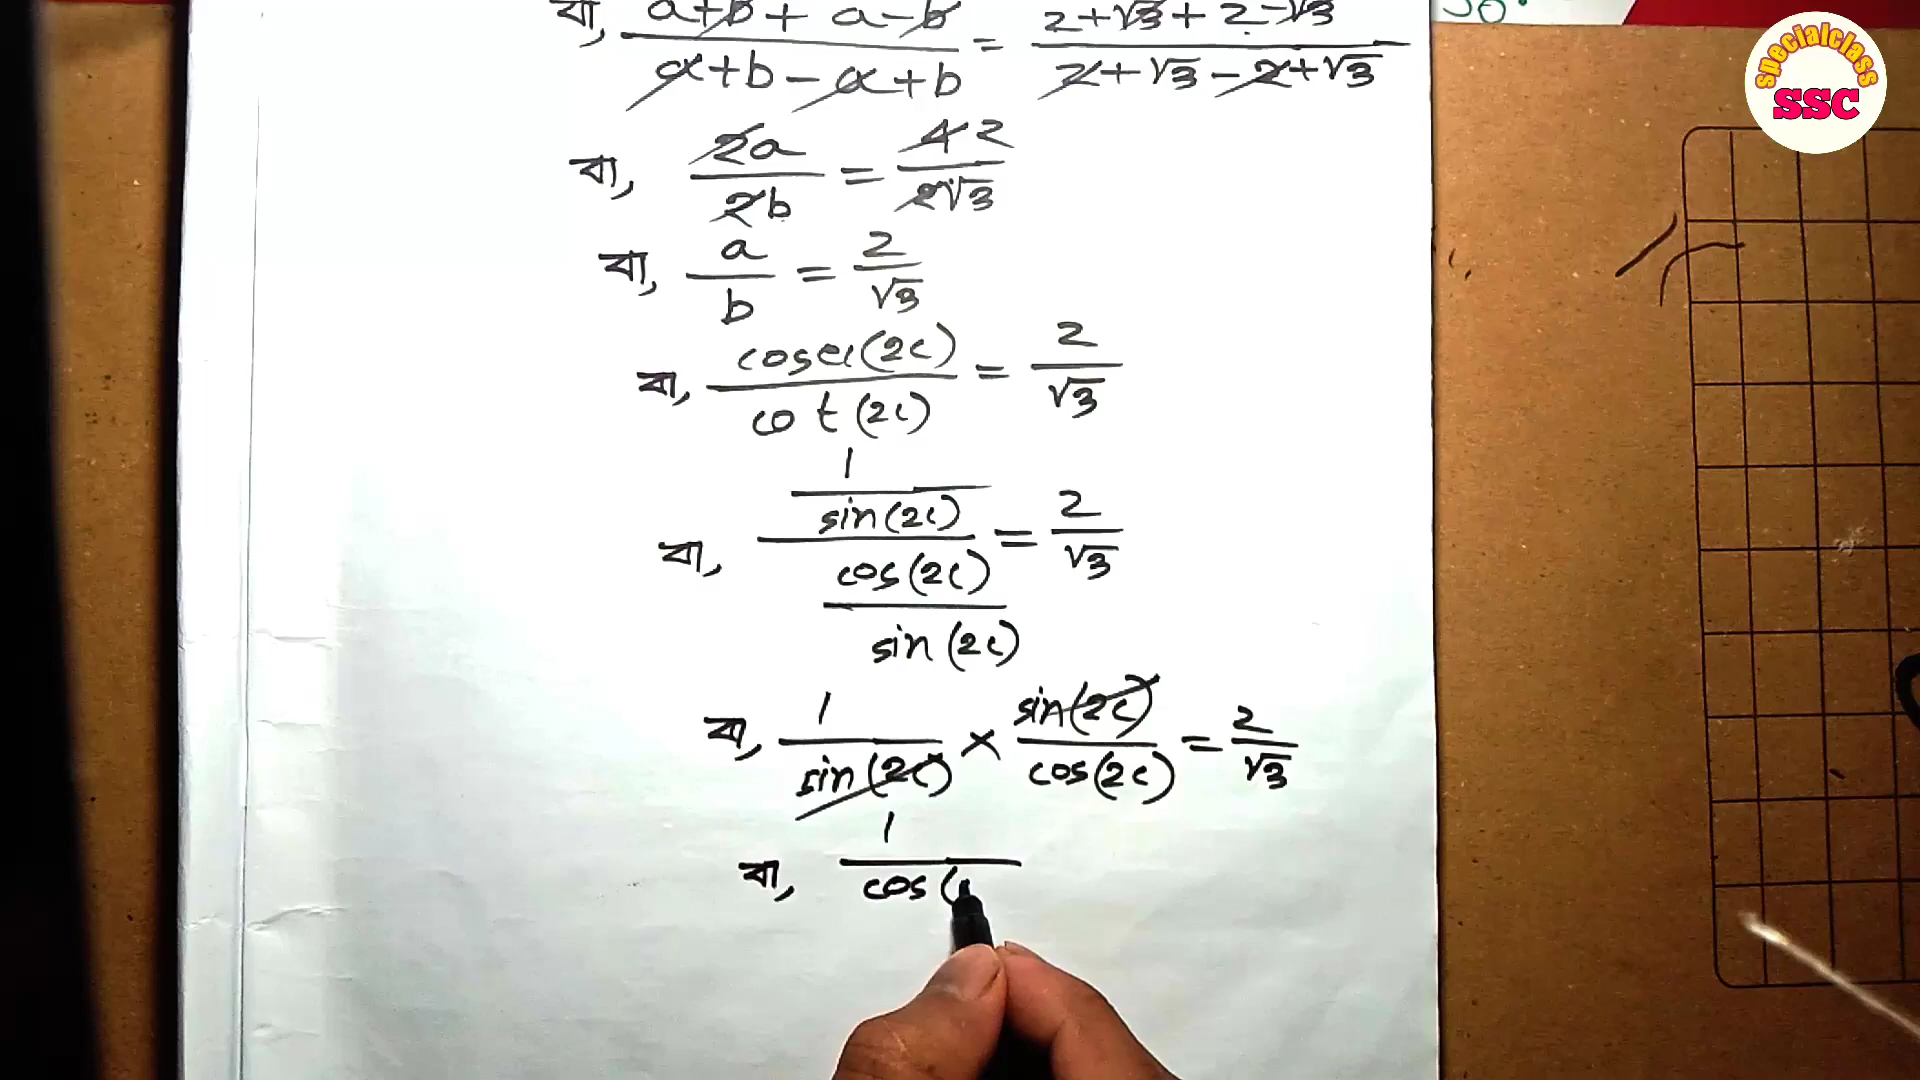 বা, a+b+a-b / a+b-a+b = 2+√3+2-√3 / 2+√3-2+√3
বা, 2a / 2b = 4 2 / 2√3
বা, a / b = 2 / √3
বা, cosec(2C) / cot(2C) = 2 / √3
বা, 1 / sin(2C) / cos(2C) / sin(2C) = 2 / √3
বা, 1 / sin(2C) × sin(2C) / cos(2C) = 2 / √3
বা, 1 / cos(
specialclass
SSC